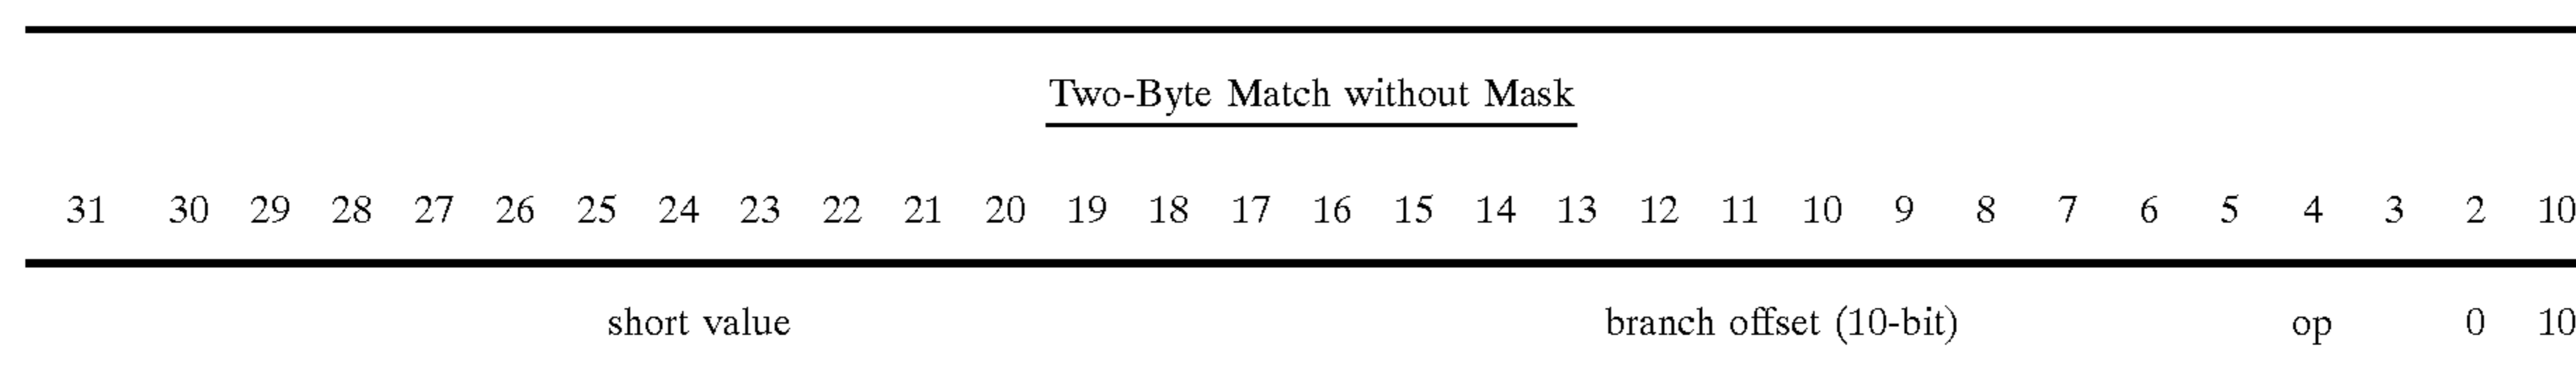 Two-Byte Match without Mask
31 30 29 28 27 26 25 24 23 22 21 20 19 18 17 16 15 14 13 12 11 10 9 8 7 6 5 4 3 2 10
short value branch offset (10-bit) op 0 10